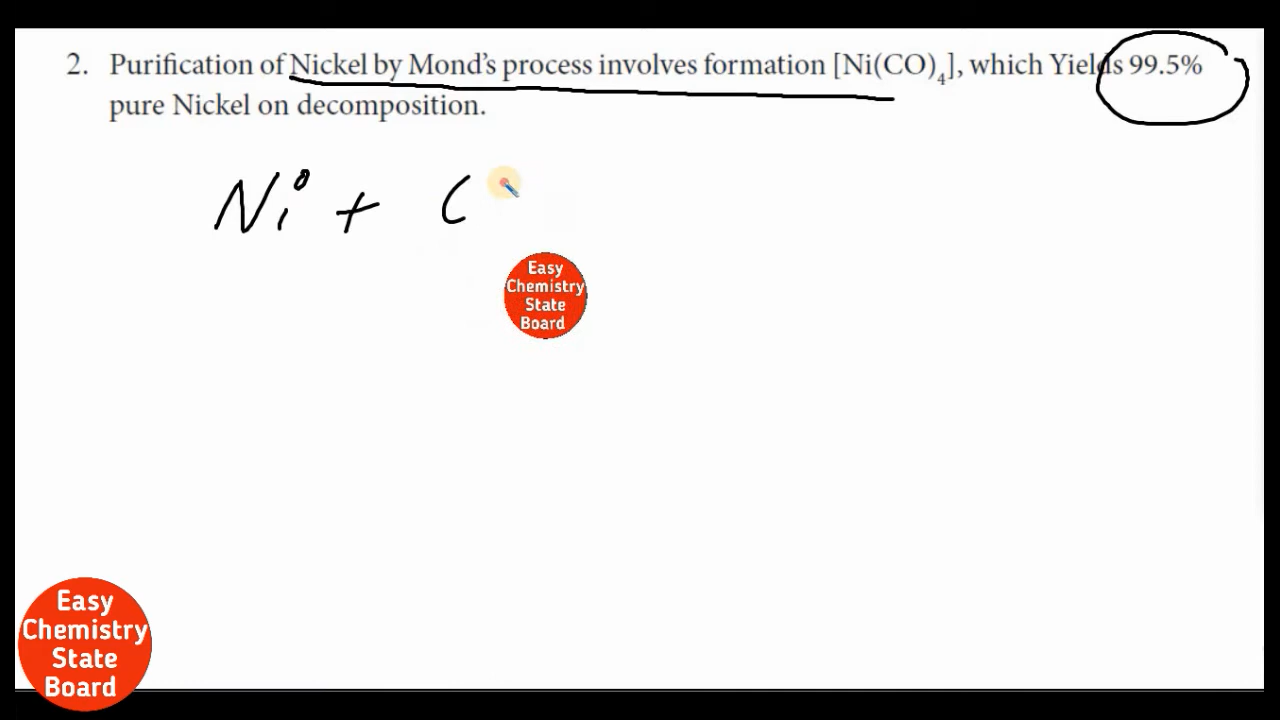 2. Purification of Nickel by Mond's process involves formation [Ni(CO)₄], which Yields 99.5%
pure Nickel on decomposition.
Ni + C
Easy
Chemistry
State
Board
Easy
Chemistry
State
Board